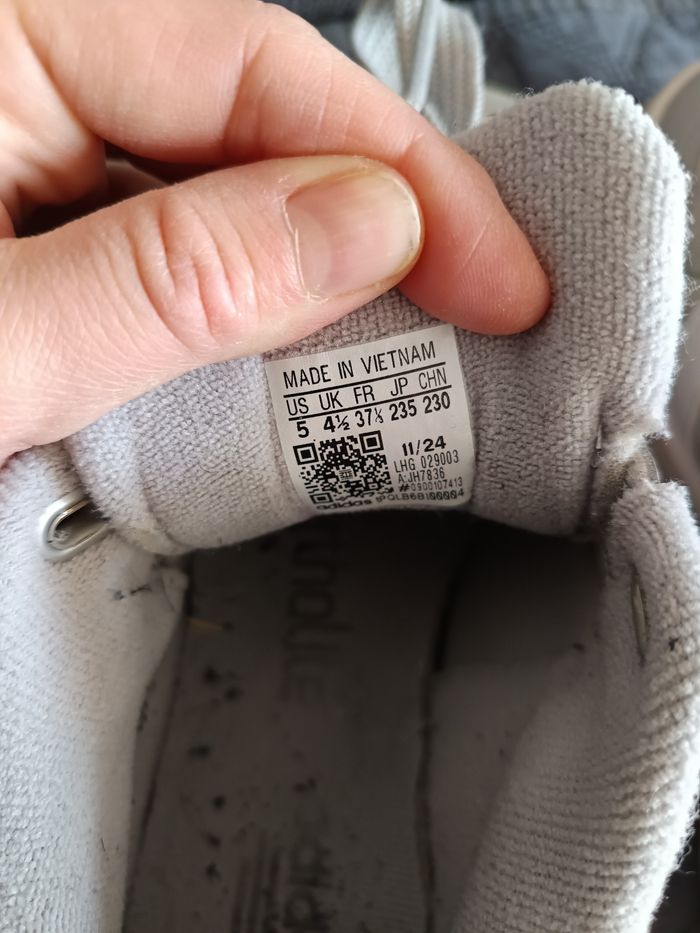 MADE IN VIETNAM
US UK FR JP CHN
5 4½ 37⅓ 235 230
11/24
LHG 029003
A:JH7836
#0900107413
adidas